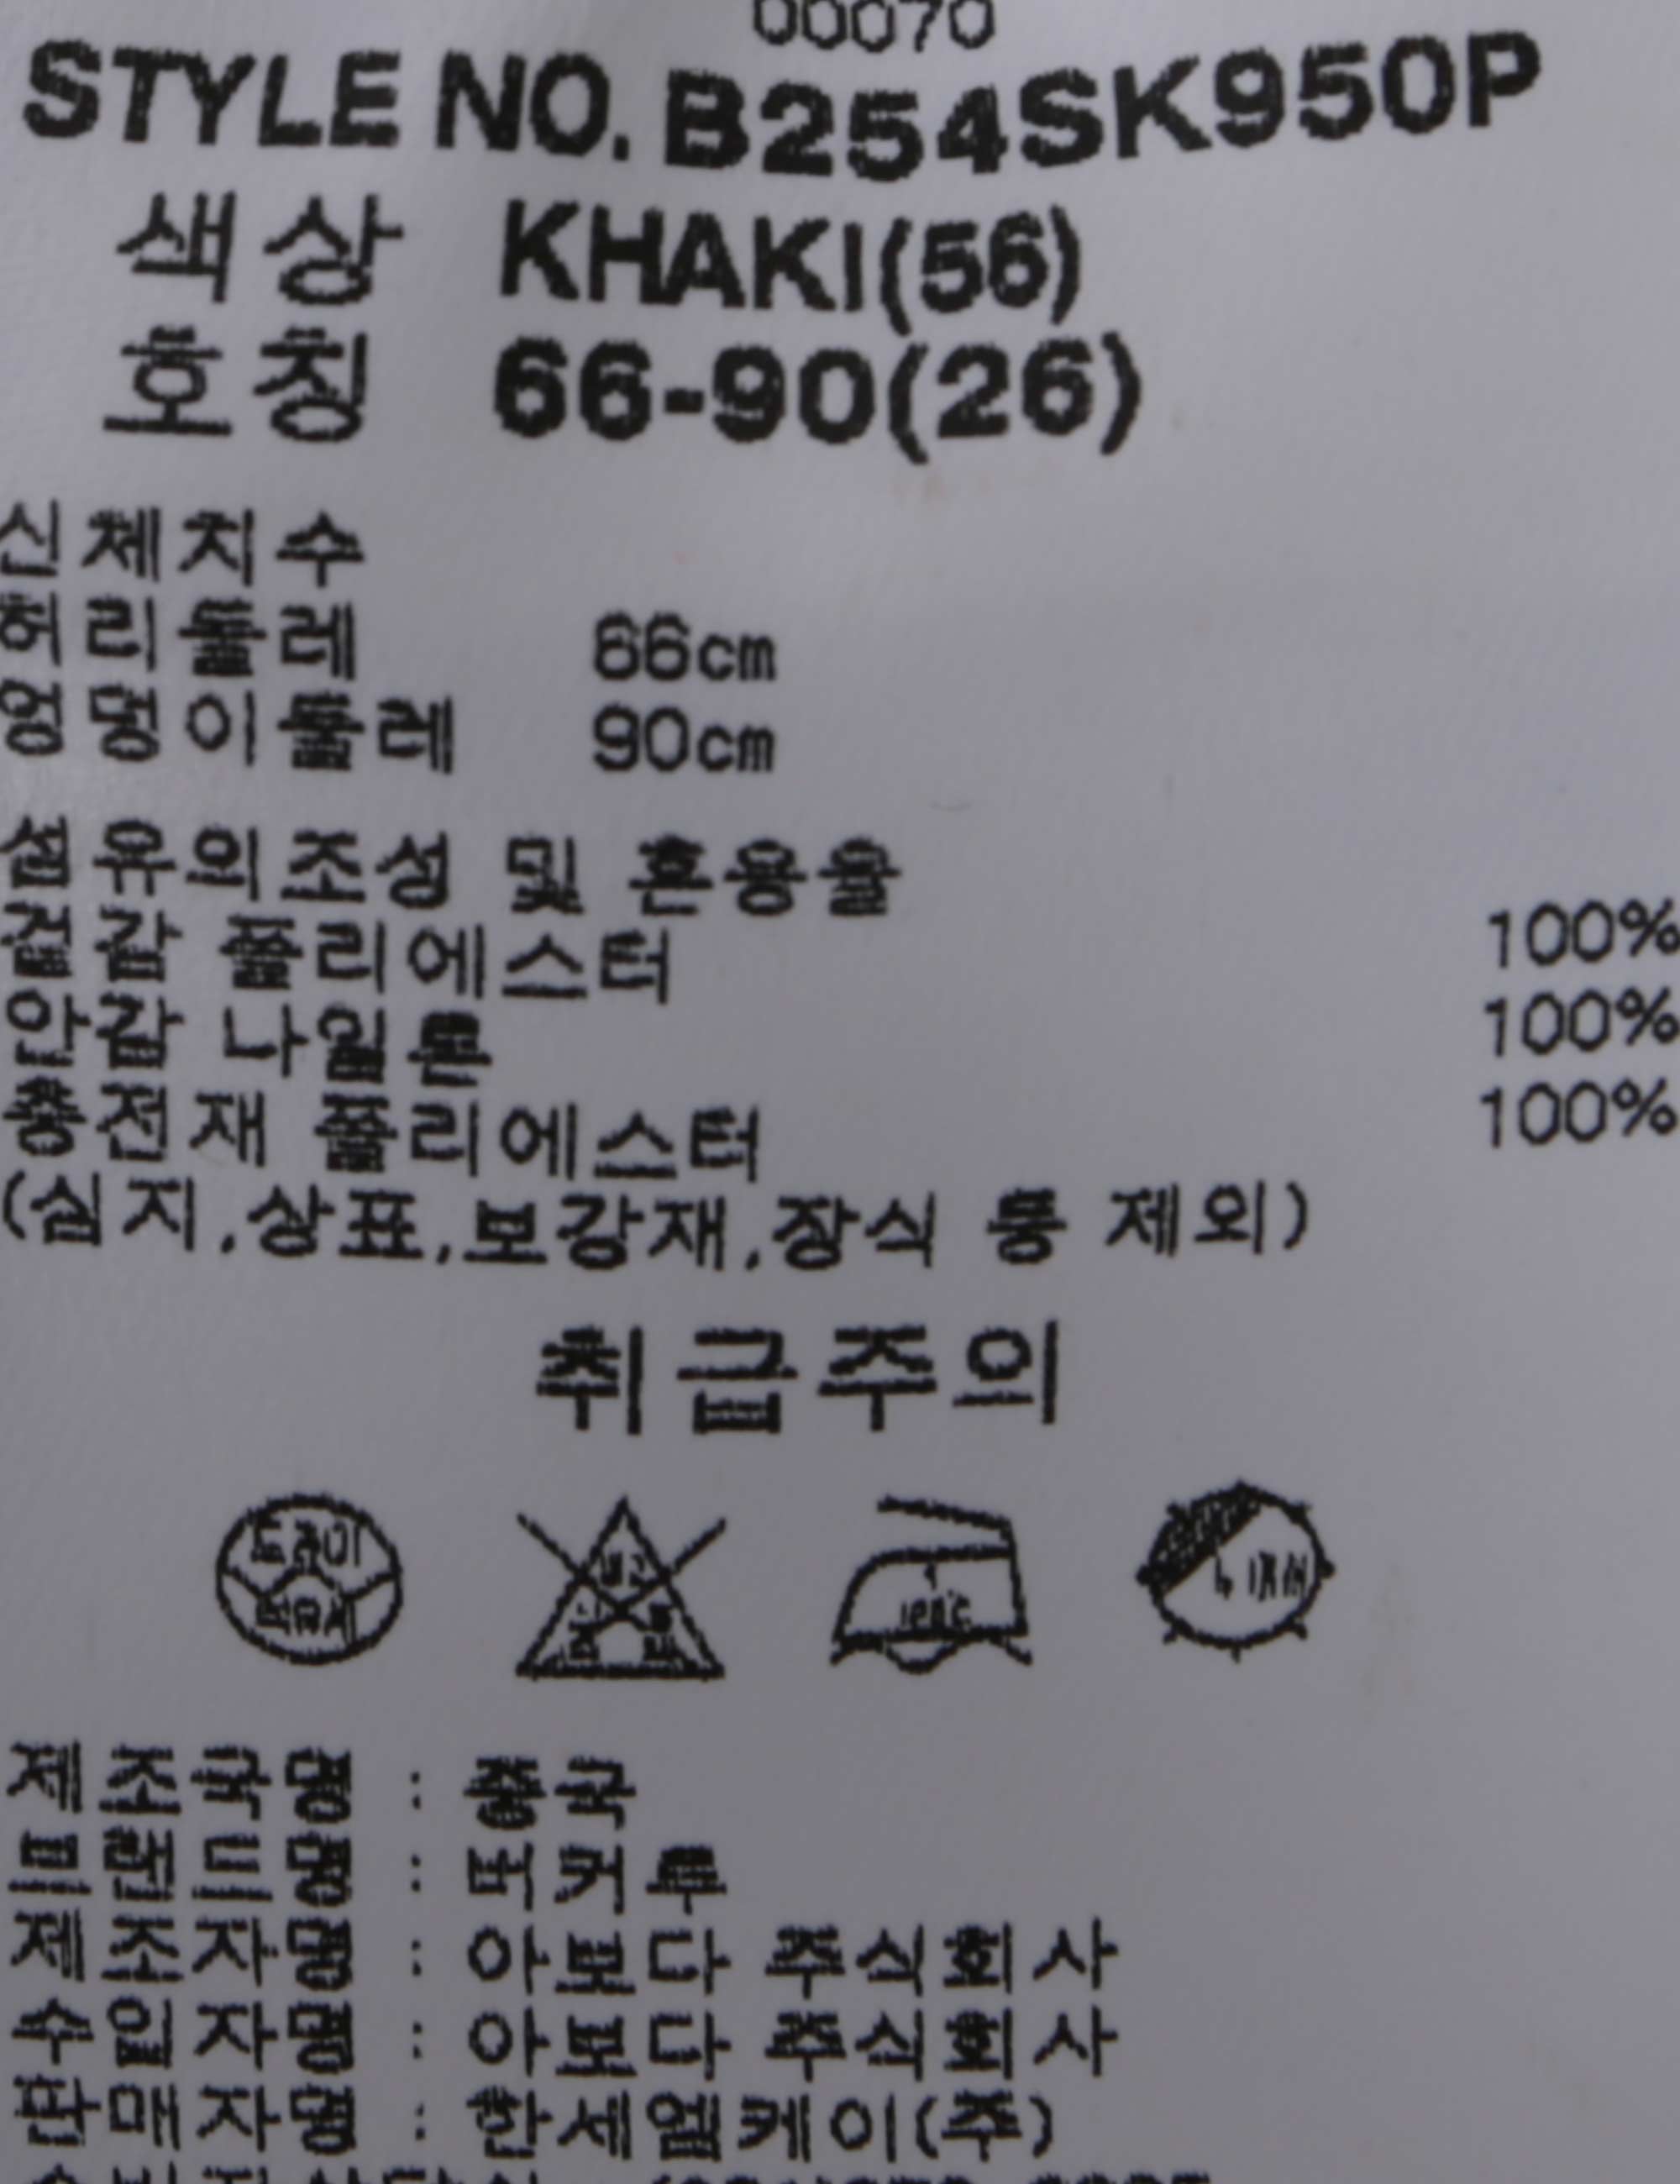 00070
STYLE NO. B254SK950P
색상 KHAKI(56)
호칭 66-90(26)
신체치수
허리둘레 66cm
엉덩이둘레 90cm
섬유의조성 및 혼용율
겉감 폴리에스터 100%
안감 나일론 100%
충전재 폴리에스터 100%
(심지,상표,보강재,장식 등 제외)
취급주의
제조국명 : 중국
브랜드명 : 버커루
제조자명 : 아퍼다 주식회사
수입자명 : 아퍼다 주식회사
판매자명 : 한세엠케이(주)